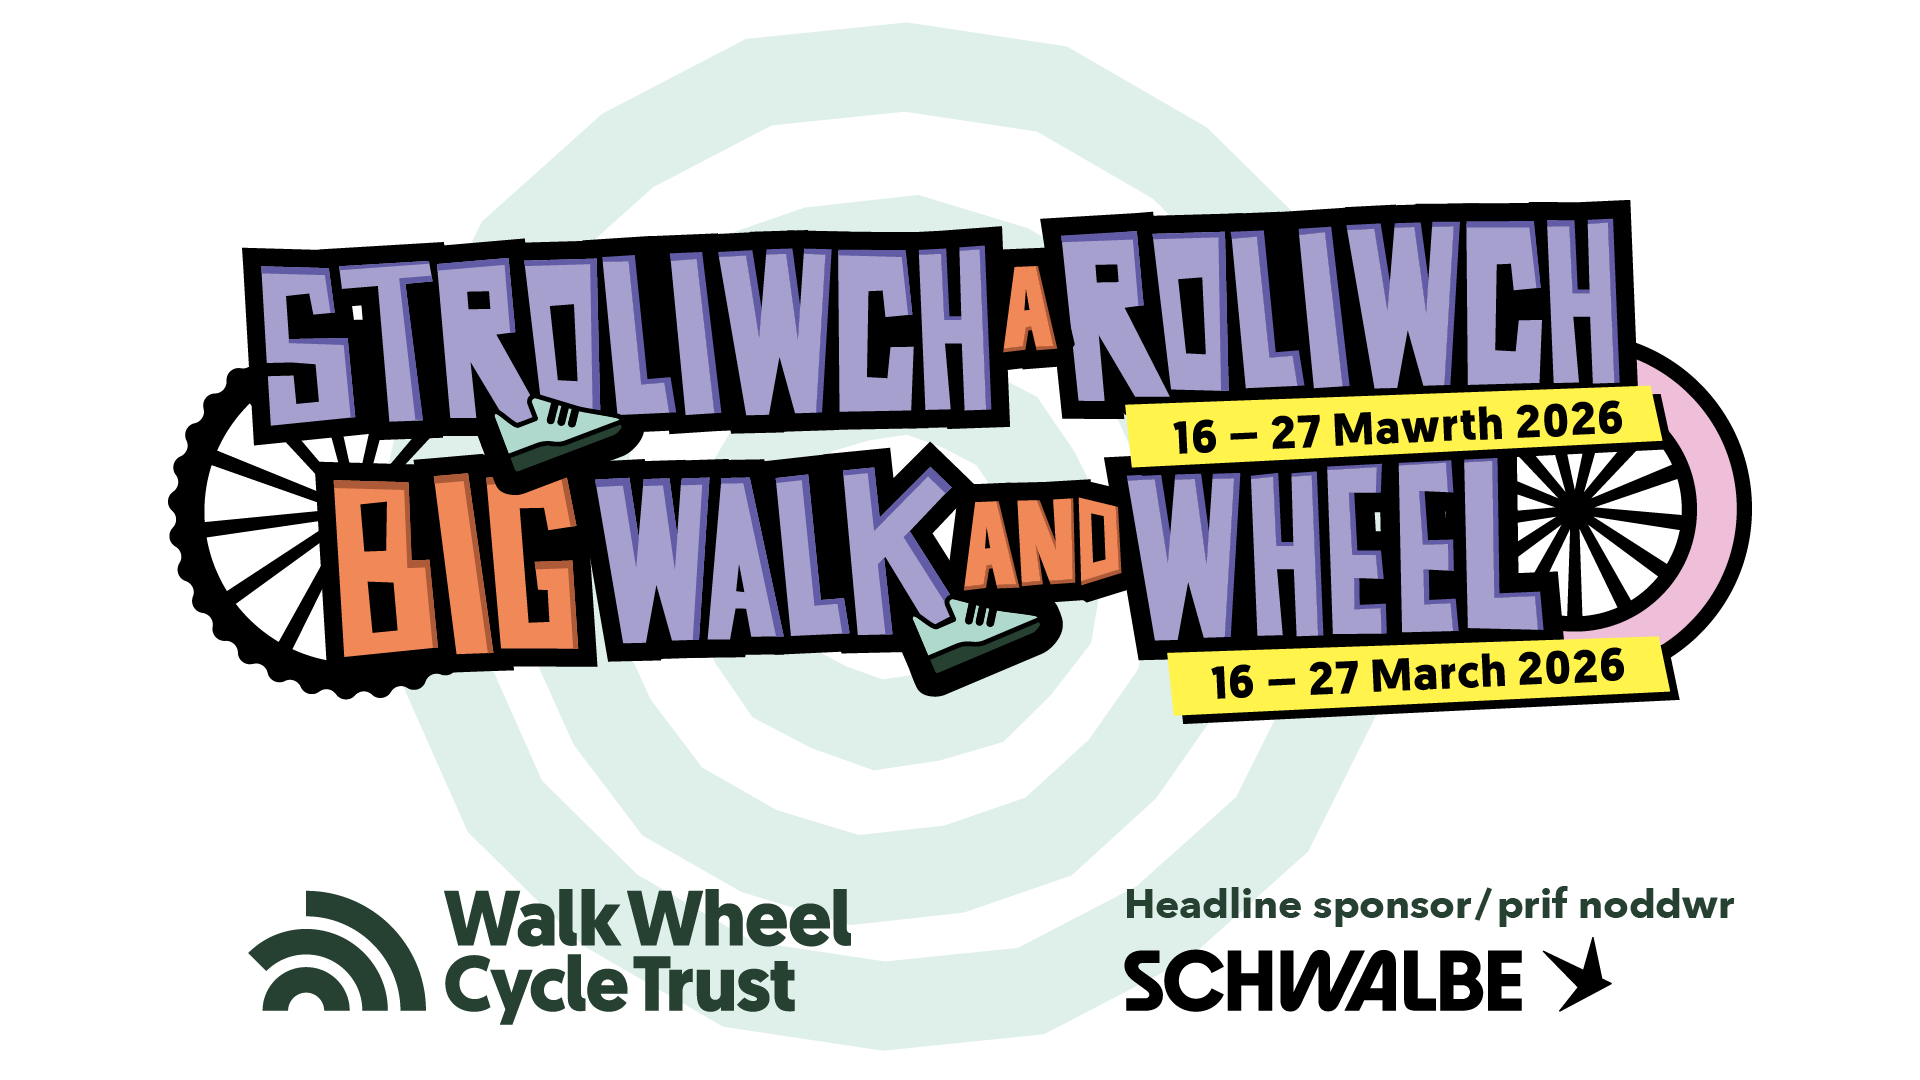 STROLIWCH A ROLIWCH
16 – 27 Mawrth 2026
BIG WALK AND WHEEL
16 – 27 March 2026
Walk Wheel
Cycle Trust
Headline sponsor/prif noddwr
SCHWALBE